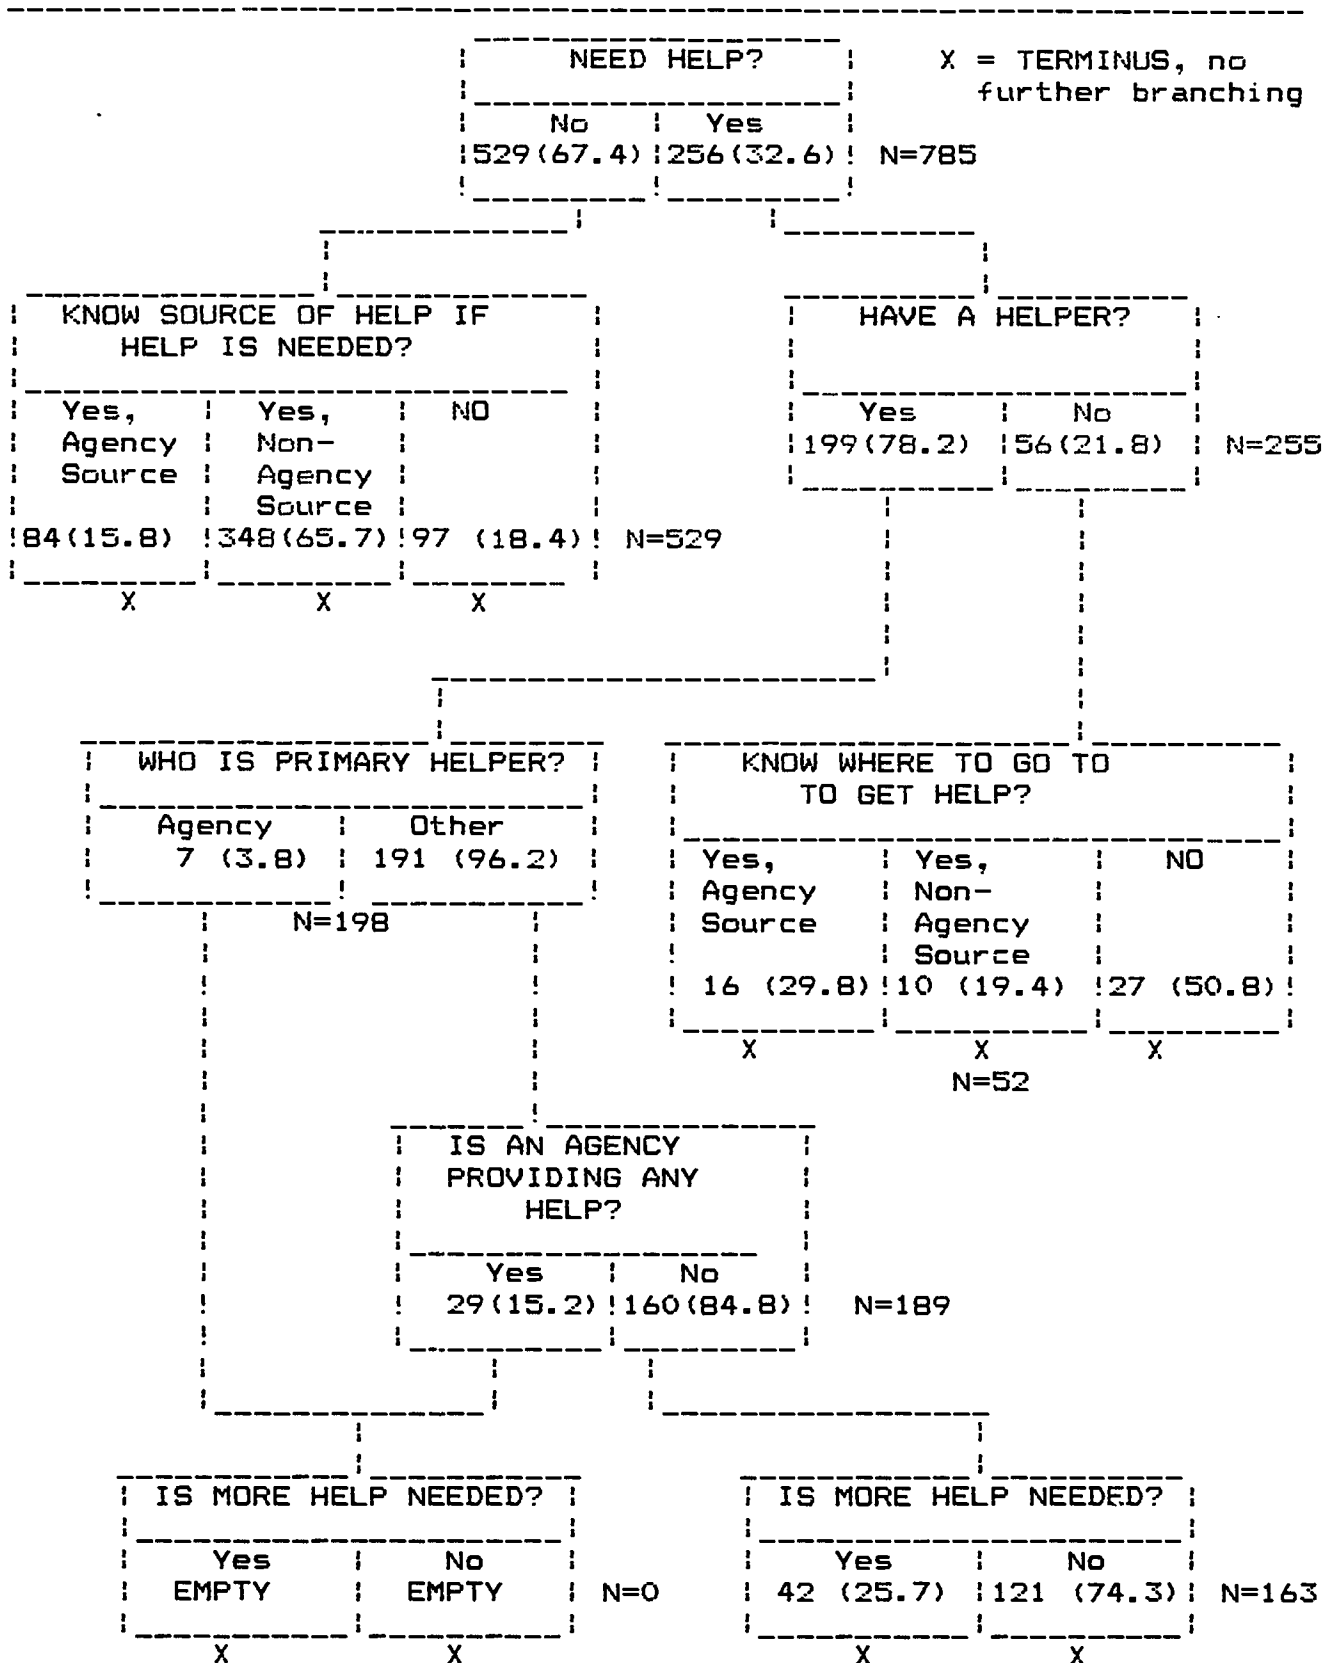 NEED HELP?
X = TERMINUS, no
further branching
No Yes
529(67.4) 256(32.6) N=785
KNOW SOURCE OF HELP IF
HELP IS NEEDED?
Yes, Yes, NO
Agency Non-
Source Agency
Source
84(15.8) 348(65.7) 97 (18.4) N=529
X X X
HAVE A HELPER?
Yes No
199(78.2) 56(21.8) N=255
WHO IS PRIMARY HELPER?
Agency Other
7 (3.8) 191 (96.2)
N=198
KNOW WHERE TO GO TO
TO GET HELP?
Yes, Yes, NO
Agency Non-
Source Agency
Source
16 (29.8) 10 (19.4) 27 (50.8)
X X X
N=52
IS AN AGENCY
PROVIDING ANY
HELP?
Yes No
29(15.2) 160(84.8) N=189
IS MORE HELP NEEDED?
Yes No
EMPTY EMPTY N=0
X X
IS MORE HELP NEEDED?
Yes No
42 (25.7) 121 (74.3) N=163
X X